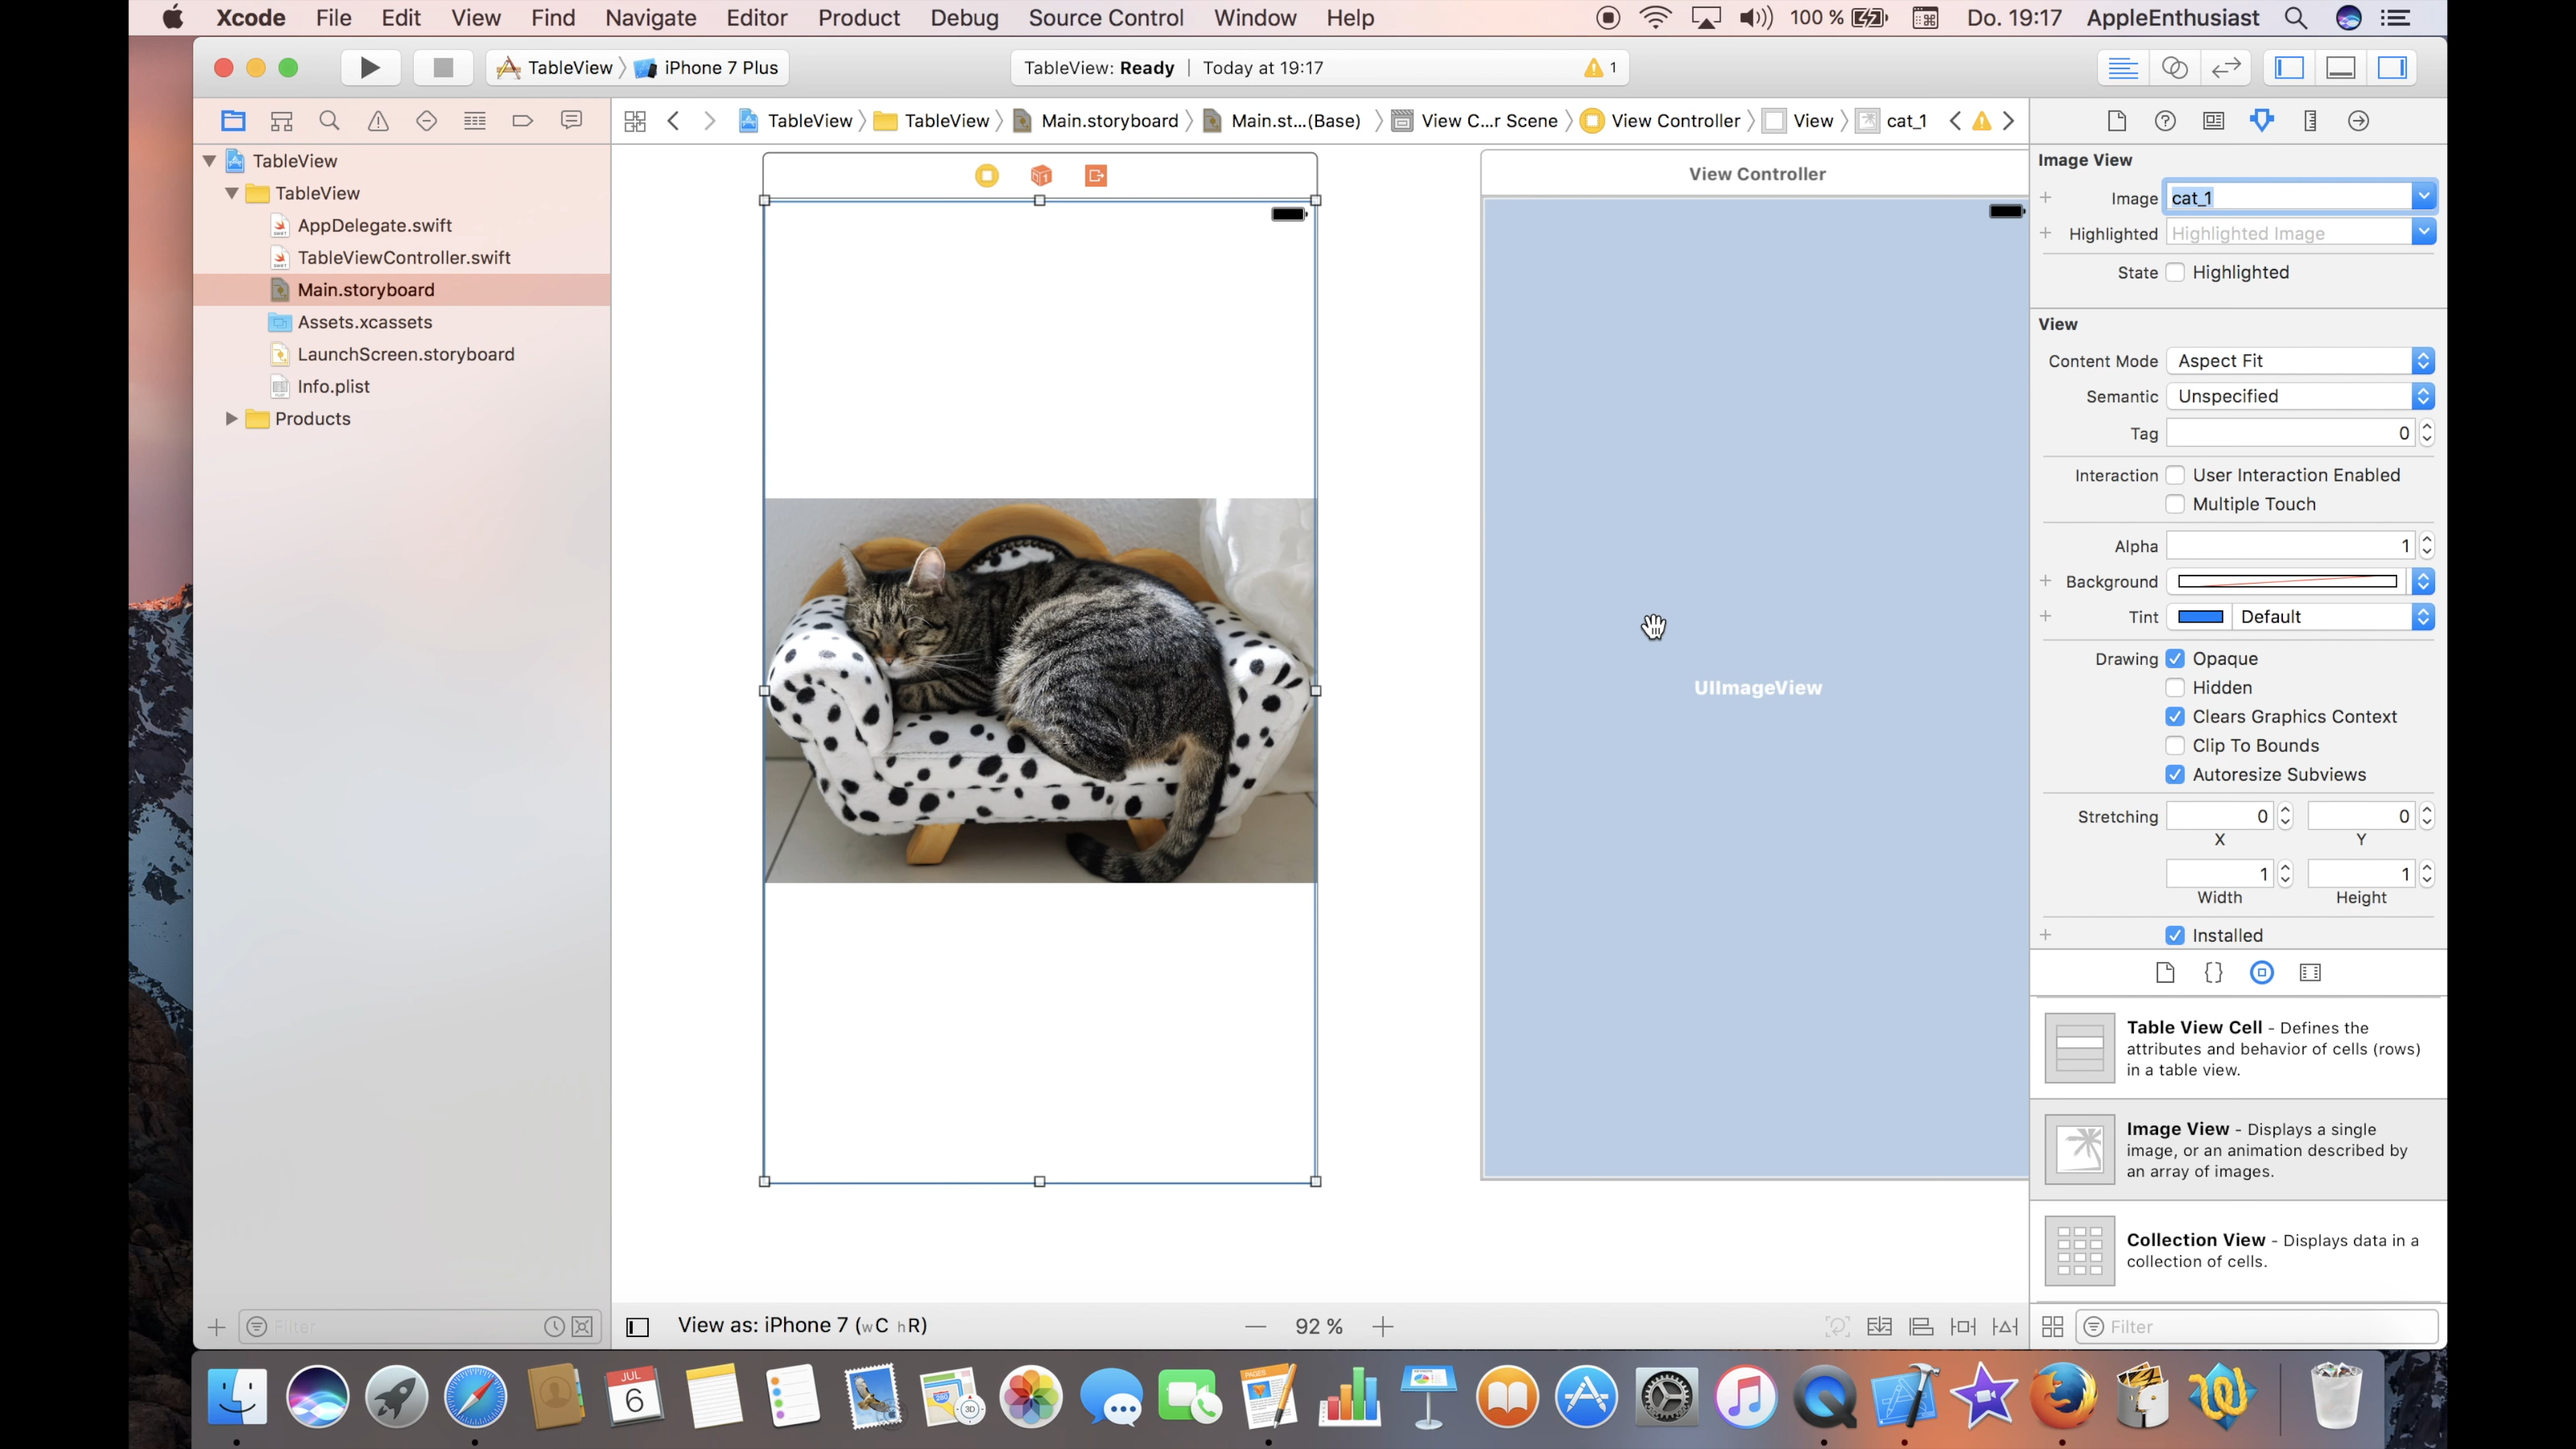 Xcode File Edit View Find Navigate Editor Product Debug Source Control Window Help 100 % Do. 19:17 AppleEnthusiast
TableView iPhone 7 Plus TableView: Ready | Today at 19:17 1
TableView TableView Main.storyboard Main.st...(Base) View C...r Scene View Controller View cat_1
TableView
TableView
AppDelegate.swift
TableViewController.swift
Main.storyboard
Assets.xcassets
LaunchScreen.storyboard
Info.plist
Products
Filter
View Controller
UIImageView
View as: iPhone 7 (wC hR) 92 %
Image View
Image cat_1
Highlighted Highlighted Image
State Highlighted
View
Content Mode Aspect Fit
Semantic Unspecified
Tag 0
Interaction User Interaction Enabled
Multiple Touch
Alpha 1
Background
Tint Default
Drawing Opaque
Hidden
Clears Graphics Context
Clip To Bounds
Autoresize Subviews
Stretching 0 0
X Y
1 1
Width Height
Installed
Table View Cell - Defines the
attributes and behavior of cells (rows)
in a table view.
Image View - Displays a single
image, or an animation described by
an array of images.
Collection View - Displays data in a
collection of cells.
Filter
JUL
6
3D
PAGES